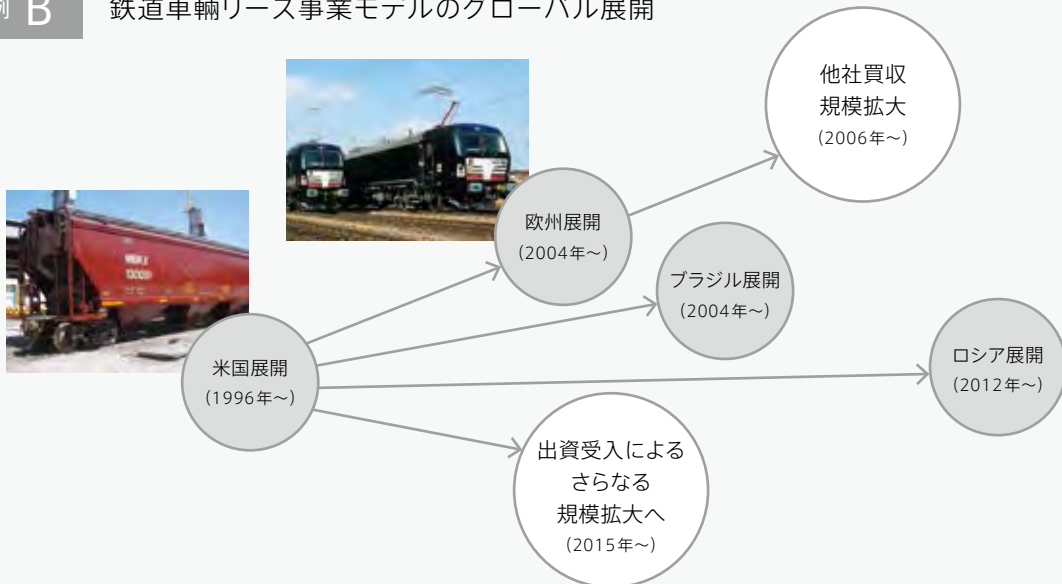 例 B
鉄道車輌リース事業モデルのグローバル展開
他社買収
規模拡大
(2006年~)
欧州展開
(2004年~)
ブラジル展開
(2004年~)
米国展開
(1996年~)
ロシア展開
(2012年~)
出資受入による
さらなる
規模拡大へ
(2015年~)